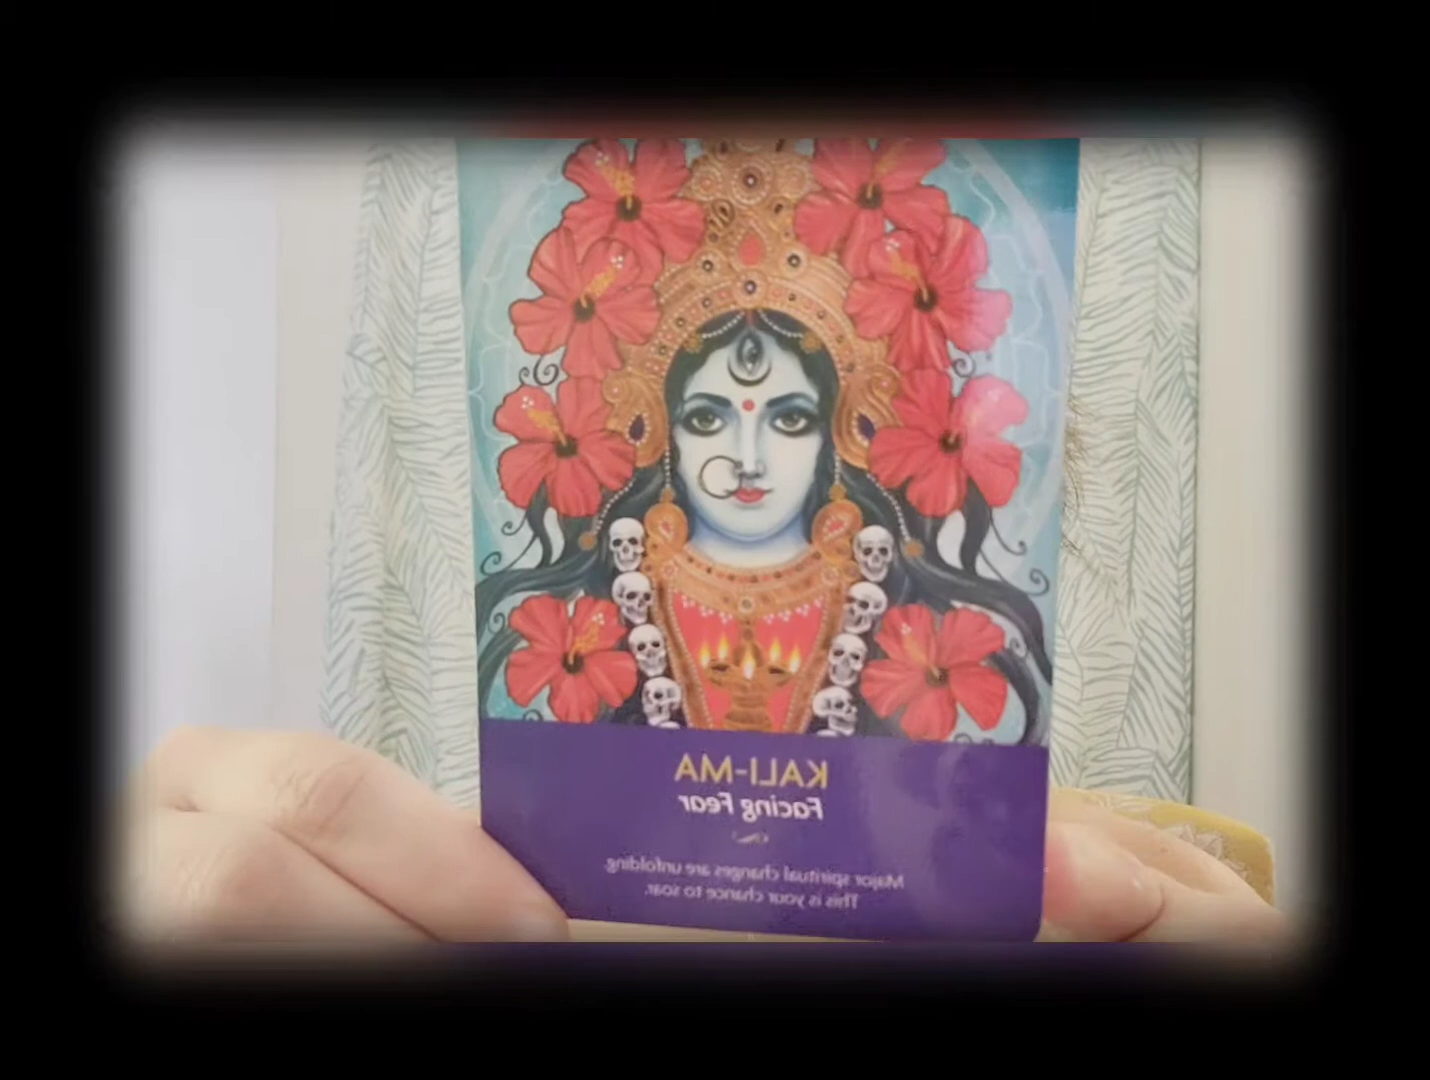 KALI-MA
Facing Fear
Major spiritual changes are unfolding.
This is your chance to soar.